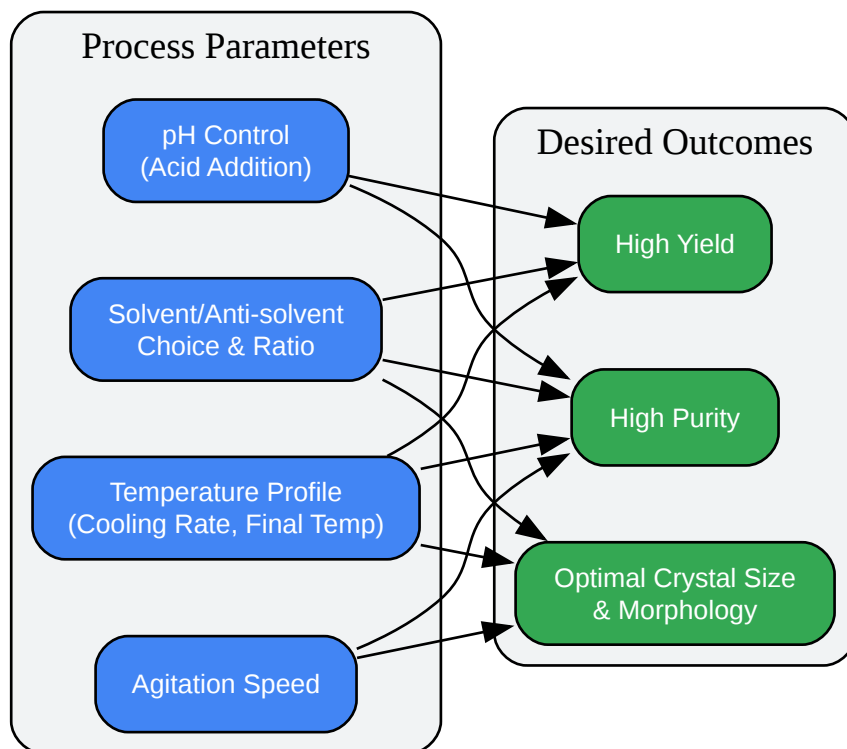 Process Parameters
pH Control
(Acid Addition)
Solvent/Anti-solvent
Choice & Ratio
Temperature Profile
(Cooling Rate, Final Temp)
Agitation Speed
Desired Outcomes
High Yield
High Purity
Optimal Crystal Size
& Morphology